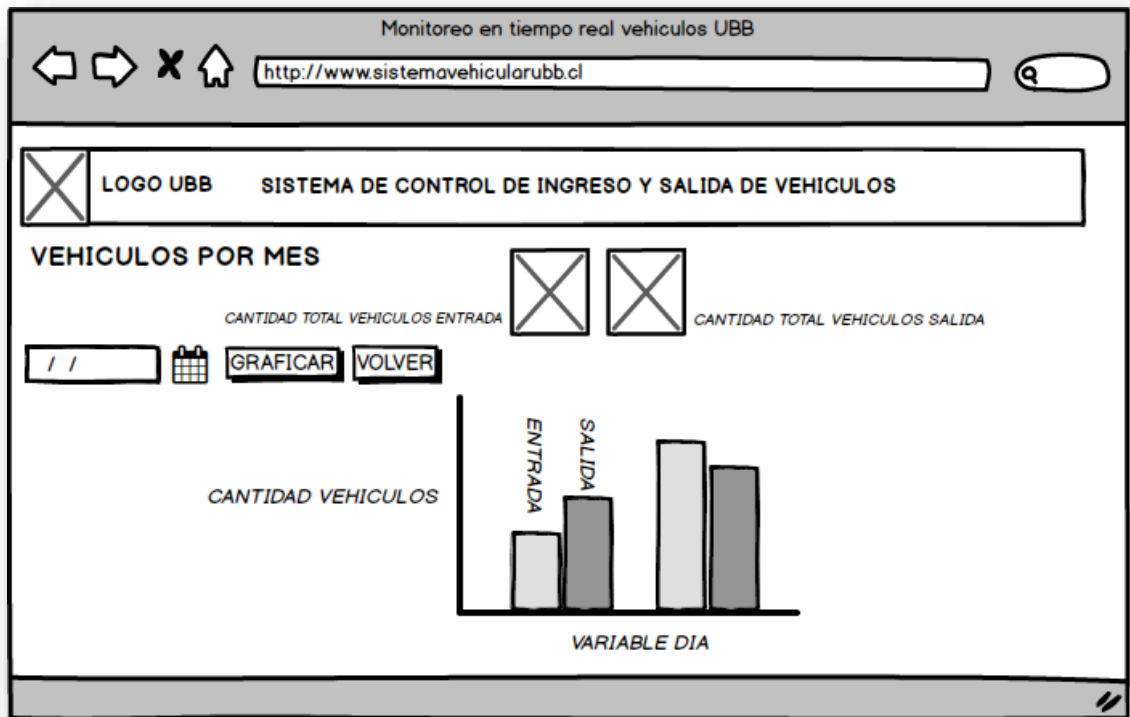 Monitoreo en tiempo real vehiculos UBB
http://www.sistemavehicularubb.cl
LOGO UBB SISTEMA DE CONTROL DE INGRESO Y SALIDA DE VEHICULOS
VEHICULOS POR MES
CANTIDAD TOTAL VEHICULOS ENTRADA
CANTIDAD TOTAL VEHICULOS SALIDA
/ / GRAFICAR VOLVER
ENTRADA
SALIDA
CANTIDAD VEHICULOS
VARIABLE DIA